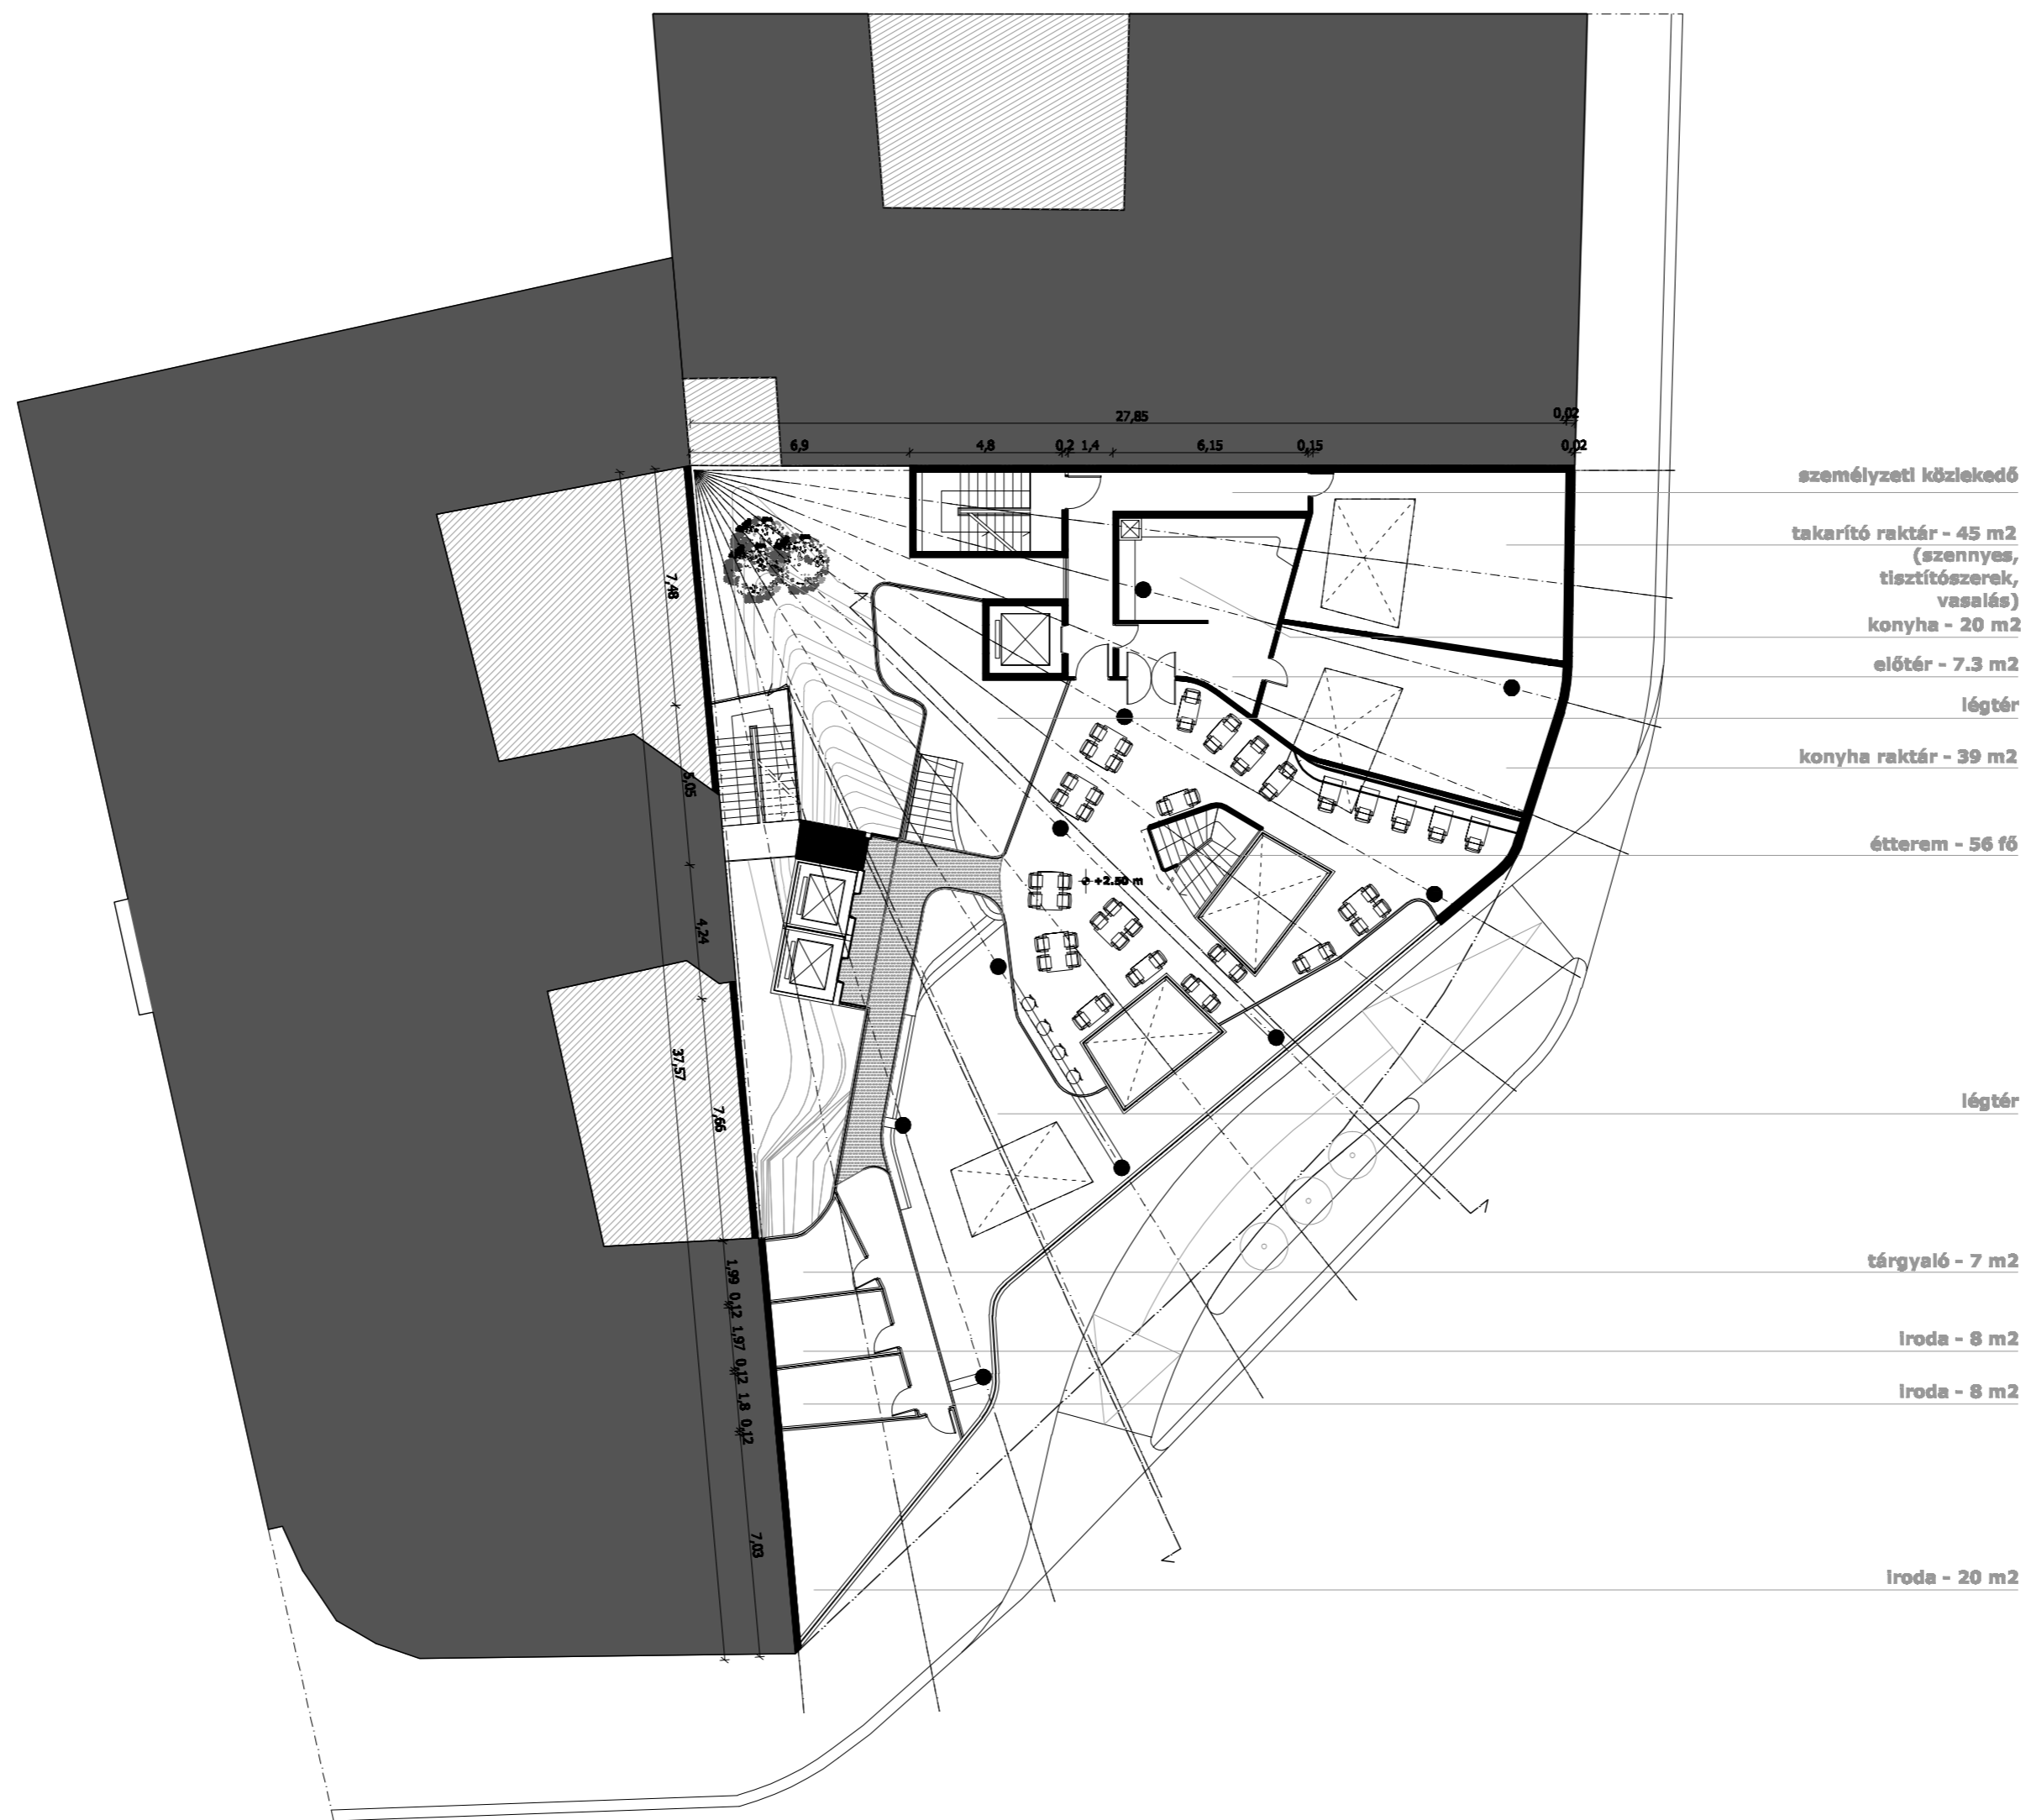 27,85
0,02
6,9
4,8
0,2
1,4
6,15
0,15
0,02
személyzeti közlekedő
takarító raktár - 45 m2
(szennyes,
tisztítószerek,
vasalás)
konyha - 20 m2
előtér - 7.3 m2
légtér
konyha raktár - 39 m2
étterem - 56 fő
légtér
tárgyaló - 7 m2
iroda - 8 m2
iroda - 8 m2
iroda - 20 m2
+2.50 m
7,48
5,05
4,24
37,57
7,66
1,99
0,12
1,97
0,12
1,8
0,12
7,03